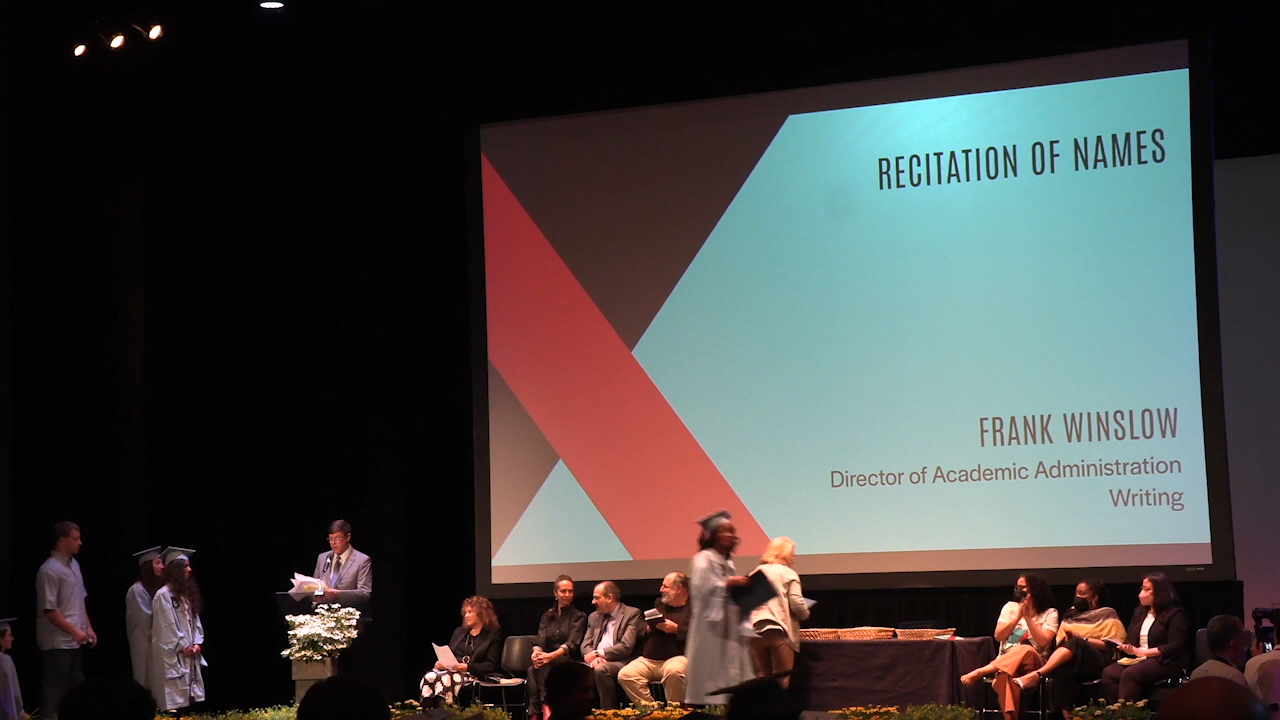 RECITATION OF NAMES
FRANK WINSLOW
Director of Academic Administration
Writing